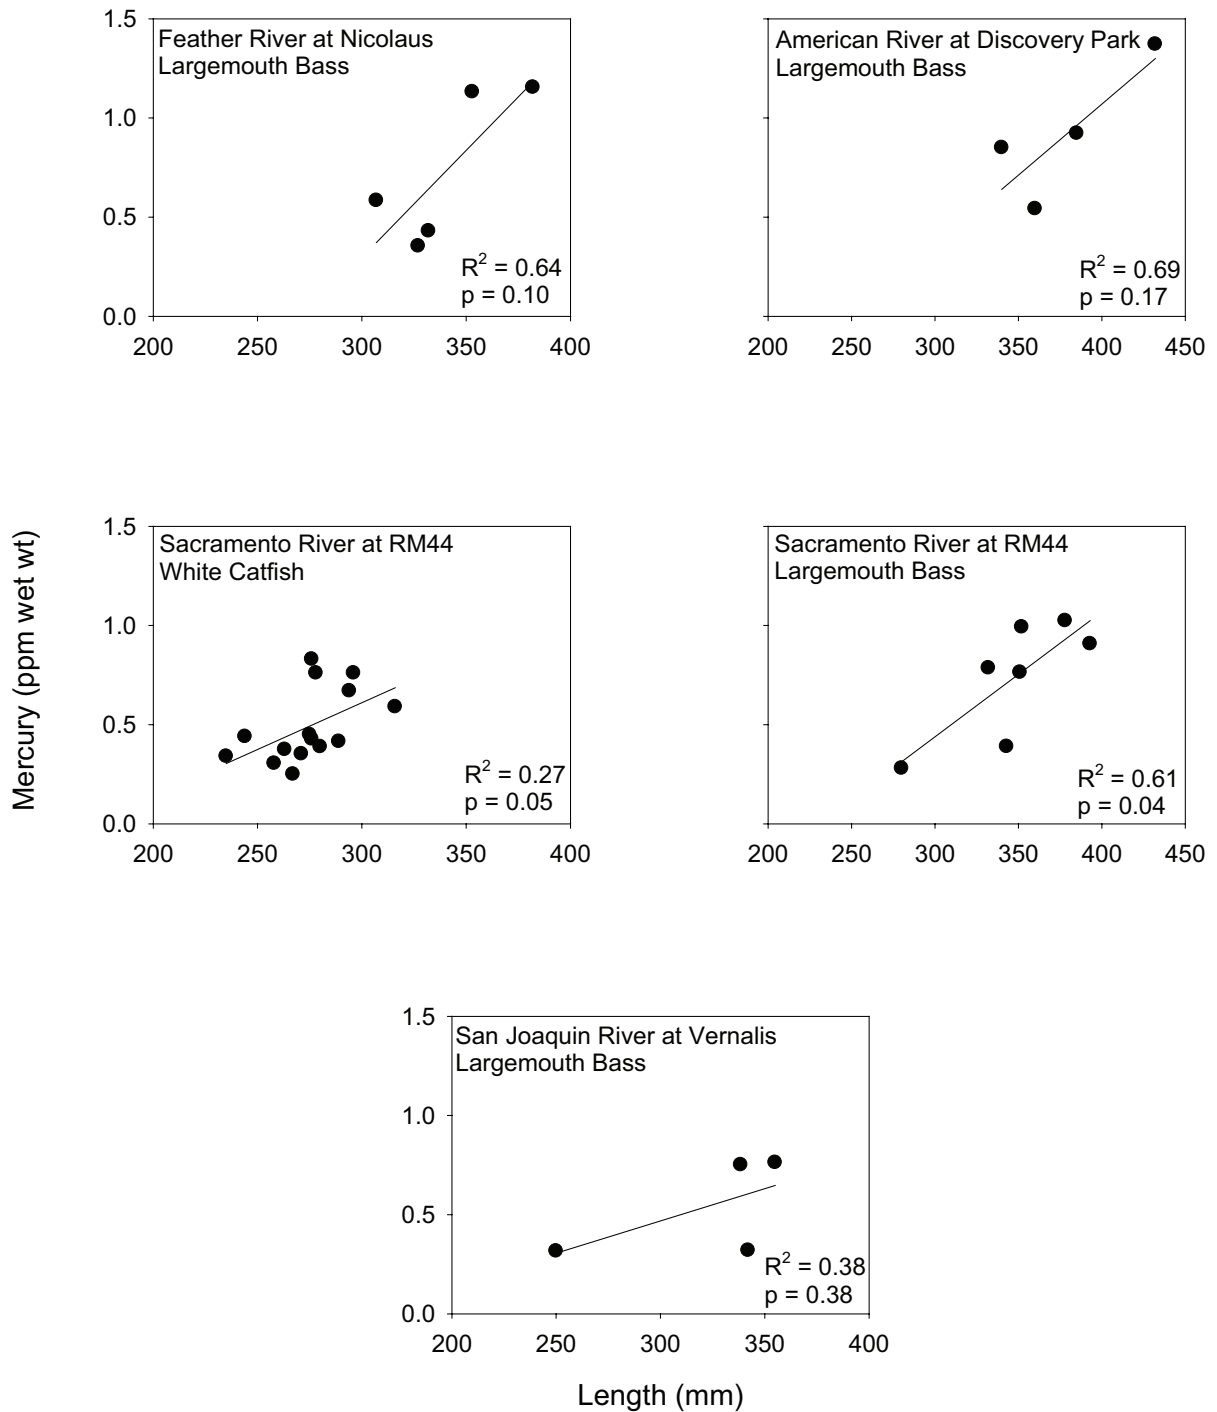 Mercury (ppm wet wt)
Feather River at Nicolaus
Largemouth Bass
1.5
1.0
0.5
0.0
R² = 0.64
p = 0.10
200 250 300 350 400
American River at Discovery Park
Largemouth Bass
R² = 0.69
p = 0.17
200 250 300 350 400 450
Sacramento River at RM44
White Catfish
1.5
1.0
0.5
0.0
R² = 0.27
p = 0.05
200 250 300 350 400
Sacramento River at RM44
Largemouth Bass
R² = 0.61
p = 0.04
200 250 300 350 400 450
San Joaquin River at Vernalis
Largemouth Bass
1.5
1.0
0.5
0.0
R² = 0.38
p = 0.38
200 250 300 350 400
Length (mm)